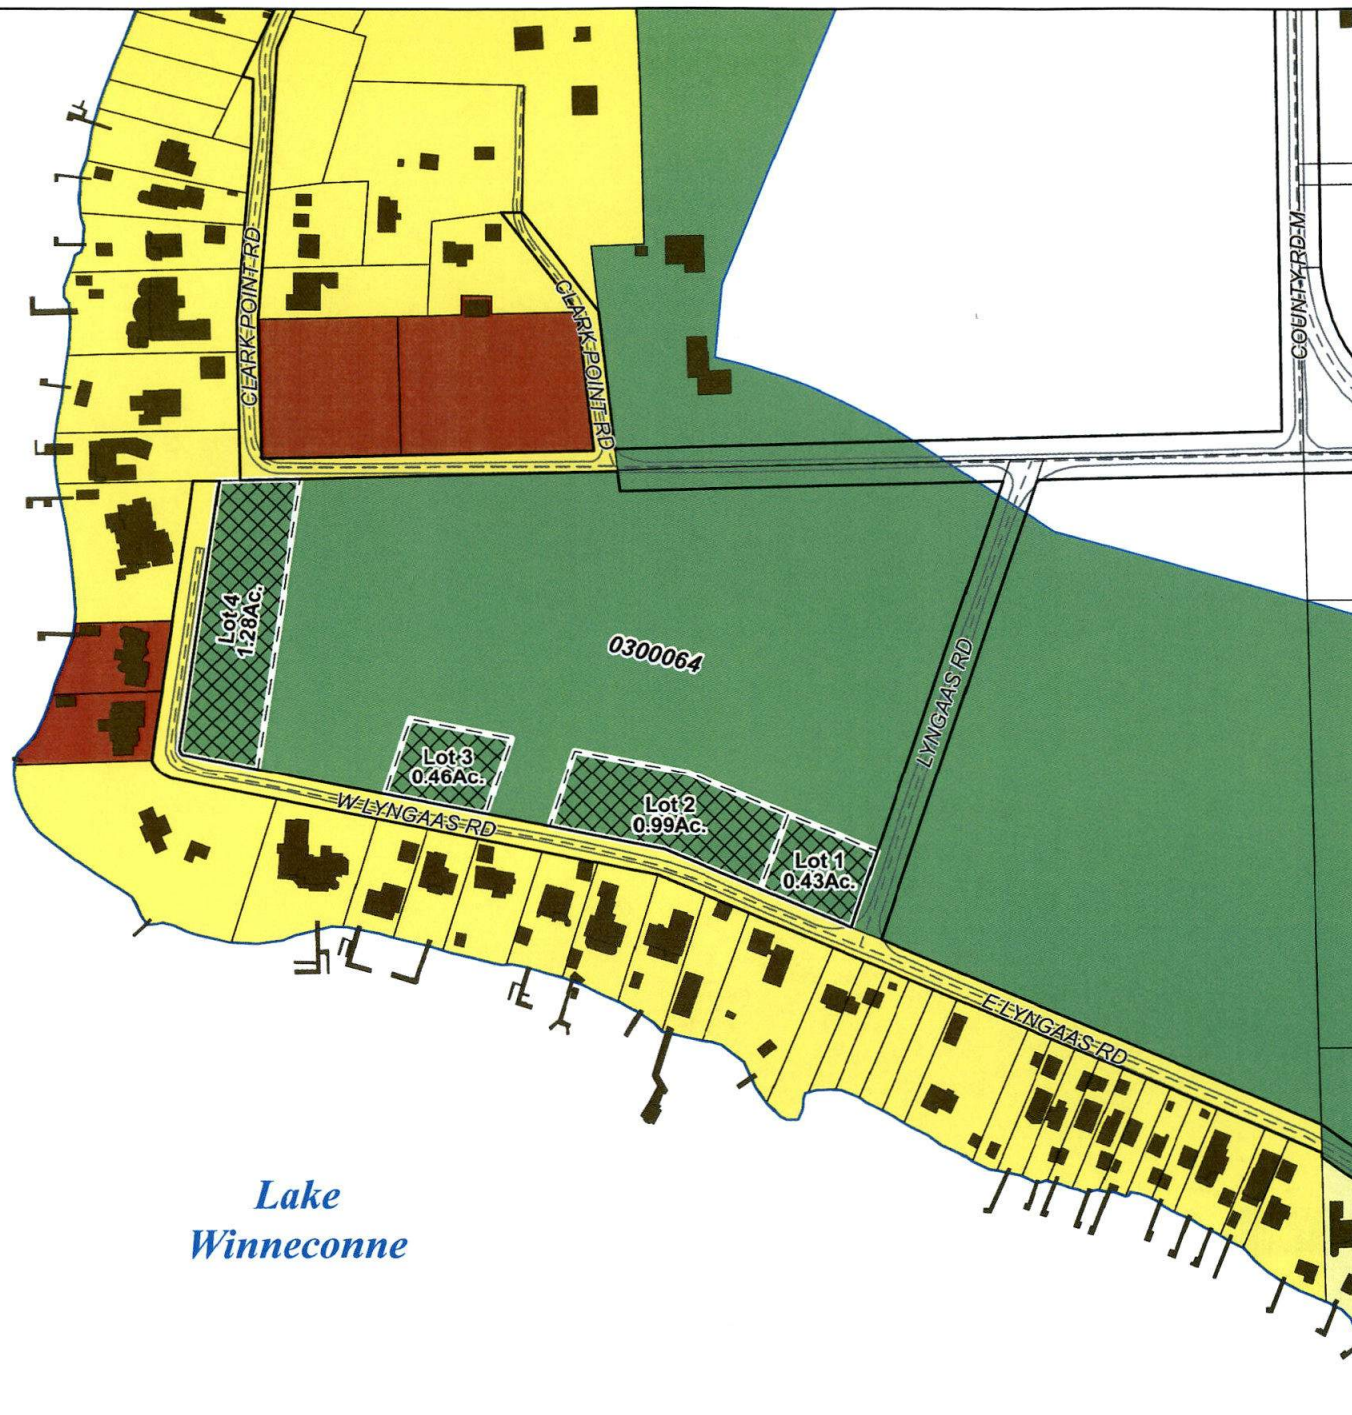 CLARK POINT RD
CLARK POINT RD
COUNTY RD M
Lot 4
1.28Ac.
0300064
LYNGAAS RD
Lot 3
0.46Ac.
Lot 2
0.99Ac.
Lot 1
0.43Ac.
W LYNGAAS RD
E LYNGAAS RD
Lake
Winneconne